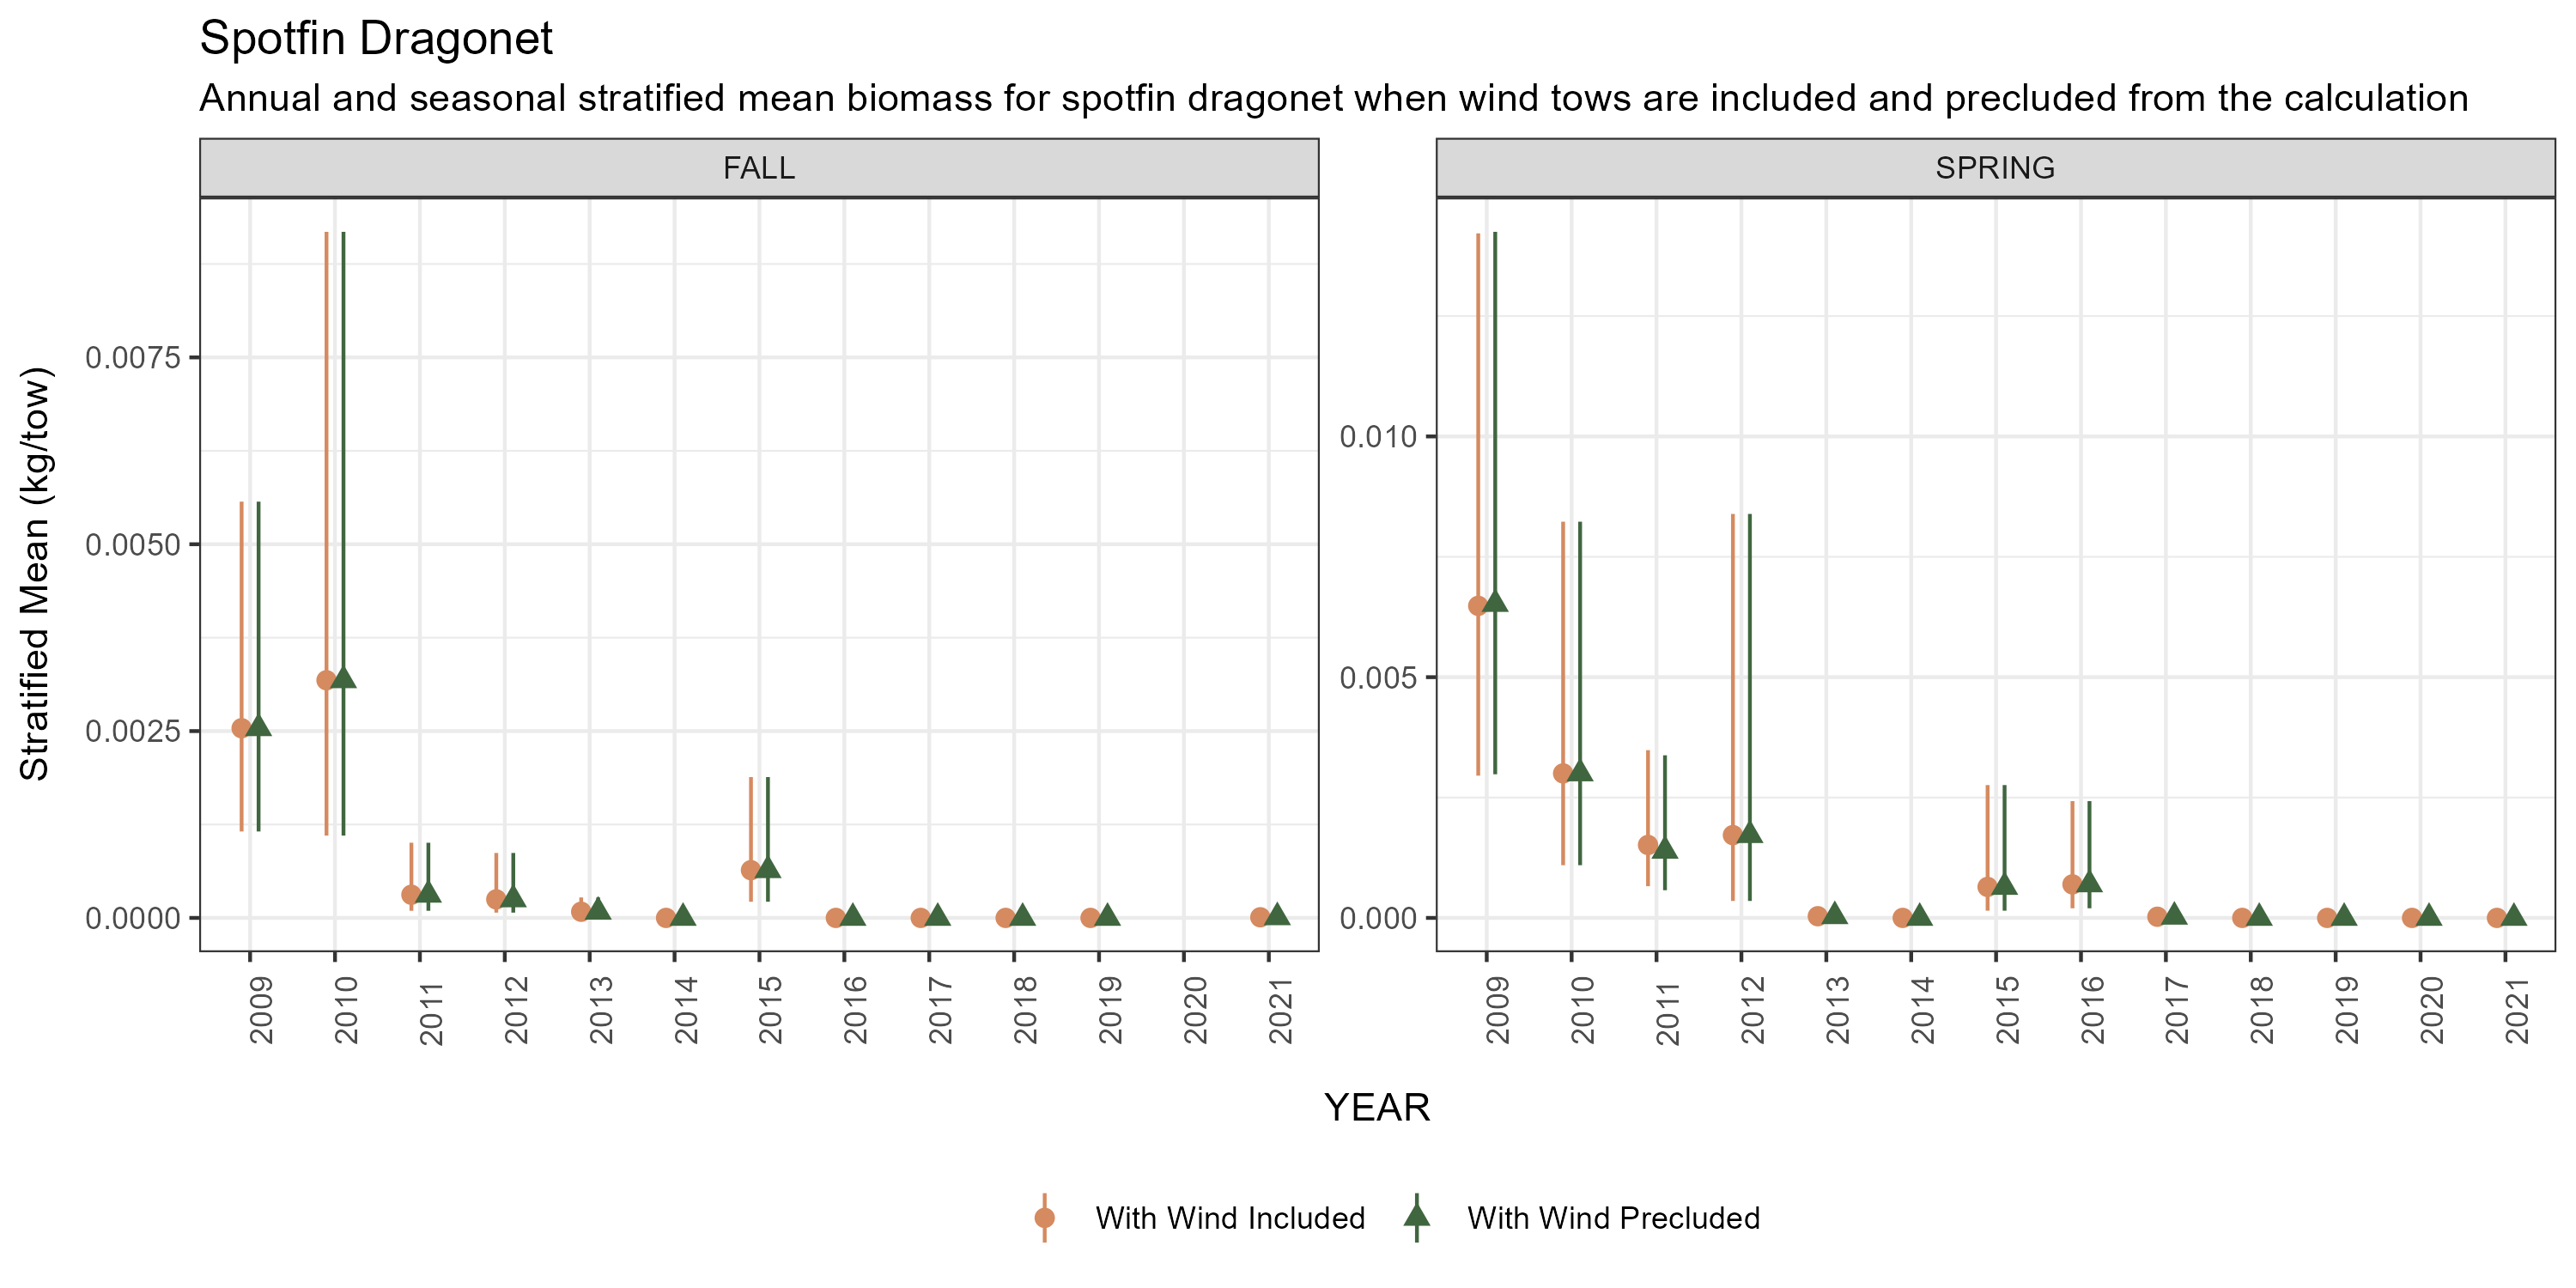 Spotfin Dragonet
Annual and seasonal stratified mean biomass for spotfin dragonet when wind tows are included and precluded from the calculation
FALL
SPRING
Stratified Mean (kg/tow)
0.0075
0.0050
0.0025
0.0000
0.010
0.005
0.000
2009 2010 2011 2012 2013 2014 2015 2016 2017 2018 2019 2020 2021
2009 2010 2011 2012 2013 2014 2015 2016 2017 2018 2019 2020 2021
YEAR
With Wind Included
With Wind Precluded